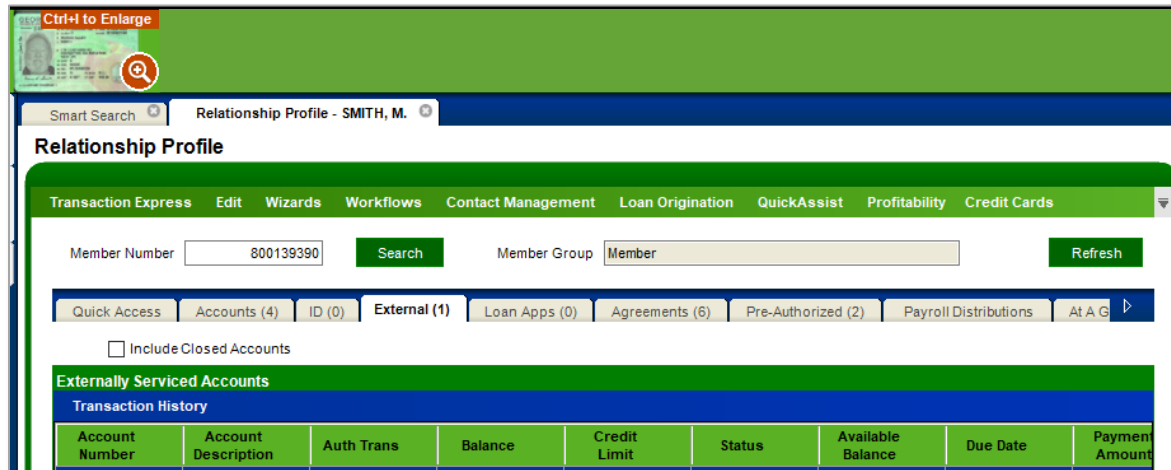 Ctrl+I to Enlarge
Smart Search
Relationship Profile - SMITH, M.
Relationship Profile
Transaction Express Edit Wizards Workflows Contact Management Loan Origination QuickAssist Profitability Credit Cards
Member Number 800139390 Search Member Group Member Refresh
Quick Access Accounts (4) ID (0) External (1) Loan Apps (0) Agreements (6) Pre-Authorized (2) Payroll Distributions At A G
Include Closed Accounts
Externally Serviced Accounts
Transaction History
Account Number Account Description Auth Trans Balance Credit Limit Status Available Balance Due Date Payment Amount